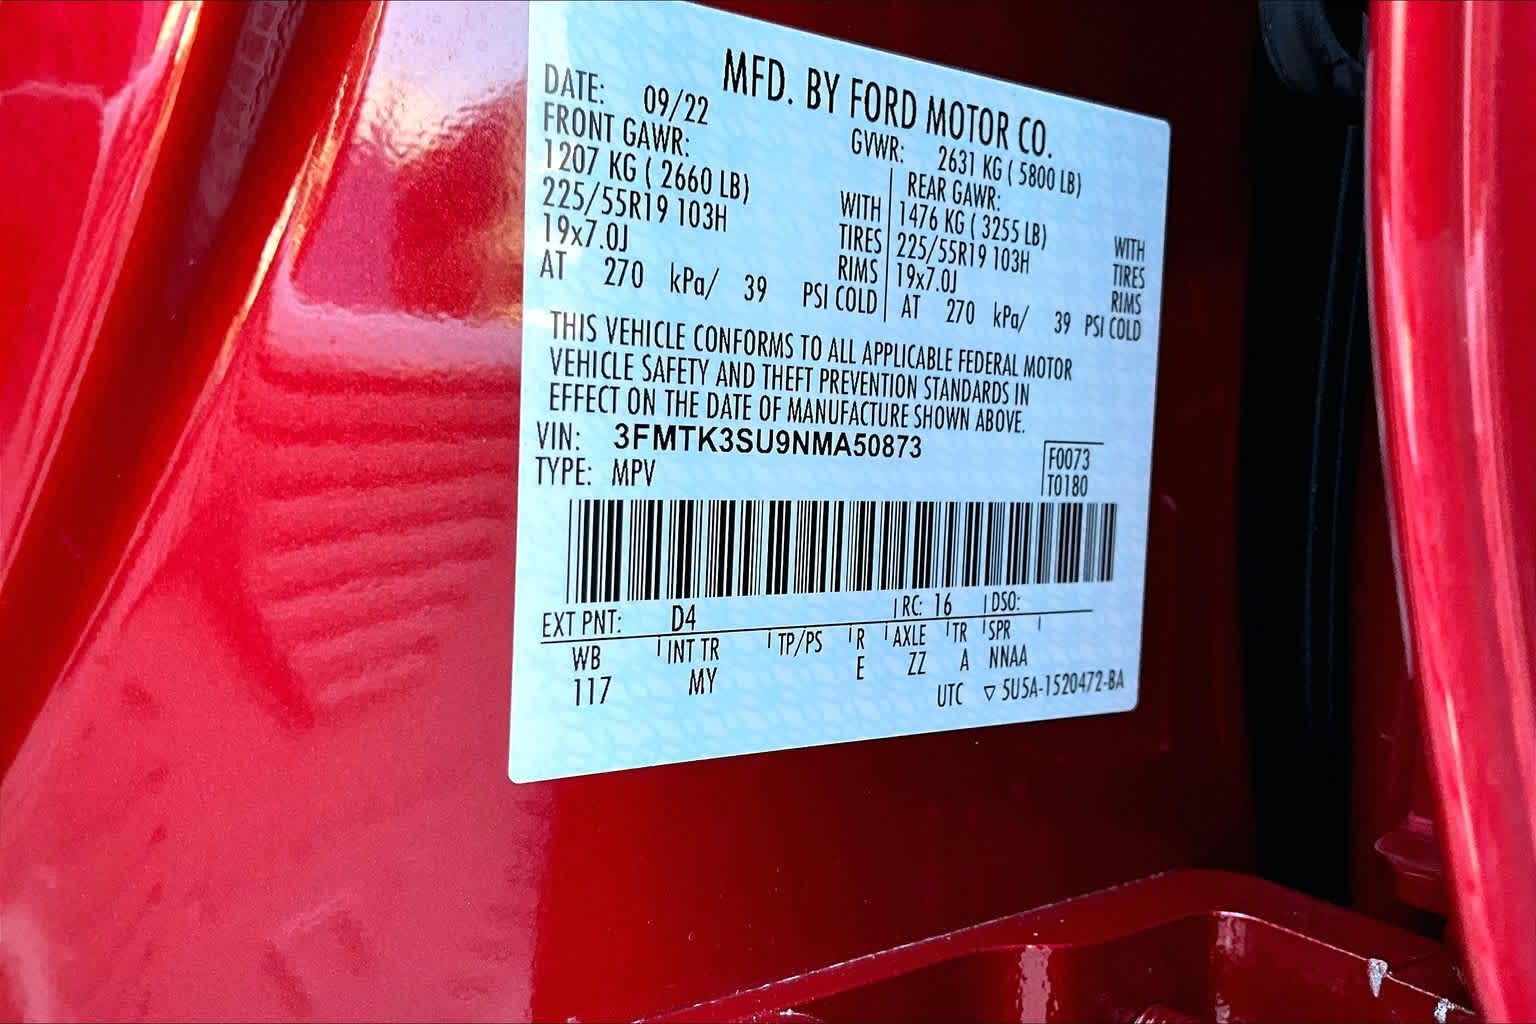 MFD. BY FORD MOTOR CO.
DATE: 09/22 GVWR: 2631 KG ( 5800 LB)
FRONT GAWR: REAR GAWR:
1207 KG ( 2660 LB) WITH 1476 KG ( 3255 LB) WITH
225/55R19 103H TIRES 225/55R19 103H TIRES
19x7.0J RIMS 19x7.0J RIMS
AT 270 kPa/ 39 PSI COLD AT 270 kPa/ 39 PSI COLD
THIS VEHICLE CONFORMS TO ALL APPLICABLE FEDERAL MOTOR
VEHICLE SAFETY AND THEFT PREVENTION STANDARDS IN
EFFECT ON THE DATE OF MANUFACTURE SHOWN ABOVE.
VIN: 3FMTK3SU9NMA50873
TYPE: MPV
F0073
T0180
EXT PNT: D4 RC: 16 DSO:
WB INT TR TP/PS R AXLE TR SPR
117 MY E ZZ A NNAA
UTC ▽ 5U5A-1520472-BA